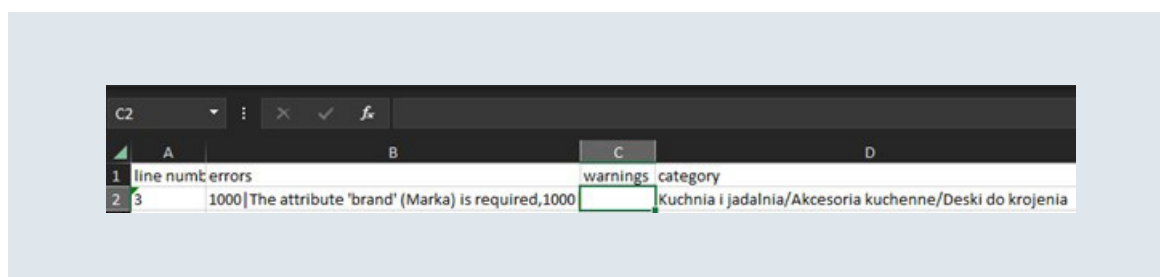 C2 fx
A B C D
1 line numb errors warnings category
2 3 1000|The attribute 'brand' (Marka) is required,1000 Kuchnia i jadalnia/Akcesoria kuchenne/Deski do krojenia